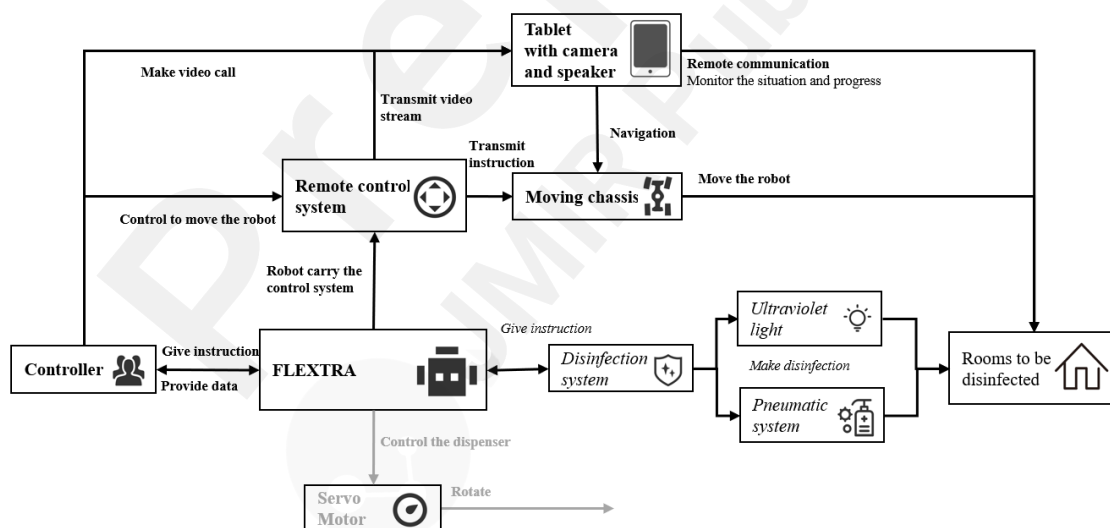 Tablet
with camera
and speaker
Make video call
Remote communication
Monitor the situation and progress
Transmit video
stream
Navigation
Transmit
instruction
Remote control
system
Moving chassis
Move the robot
Control to move the robot
Robot carry the
control system
Give instruction
Ultraviolet
light
Controller
Give instruction
Provide data
FLEXTRA
Disinfection
system
Make disinfection
Rooms to be
disinfected
Pneumatic
system
Control the dispenser
Servo
Motor
Rotate